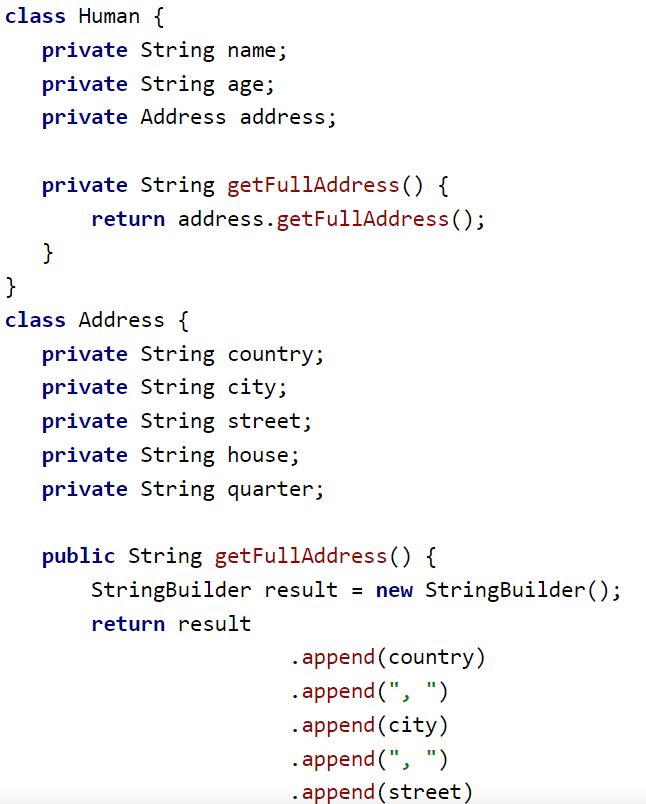 class Human {
   private String name;
   private String age;
   private Address address;

   private String getFullAddress() {
       return address.getFullAddress();
   }
}
class Address {
   private String country;
   private String city;
   private String street;
   private String house;
   private String quarter;

   public String getFullAddress() {
       StringBuilder result = new StringBuilder();
       return result
                       .append(country)
                       .append(", ")
                       .append(city)
                       .append(", ")
                       .append(street)